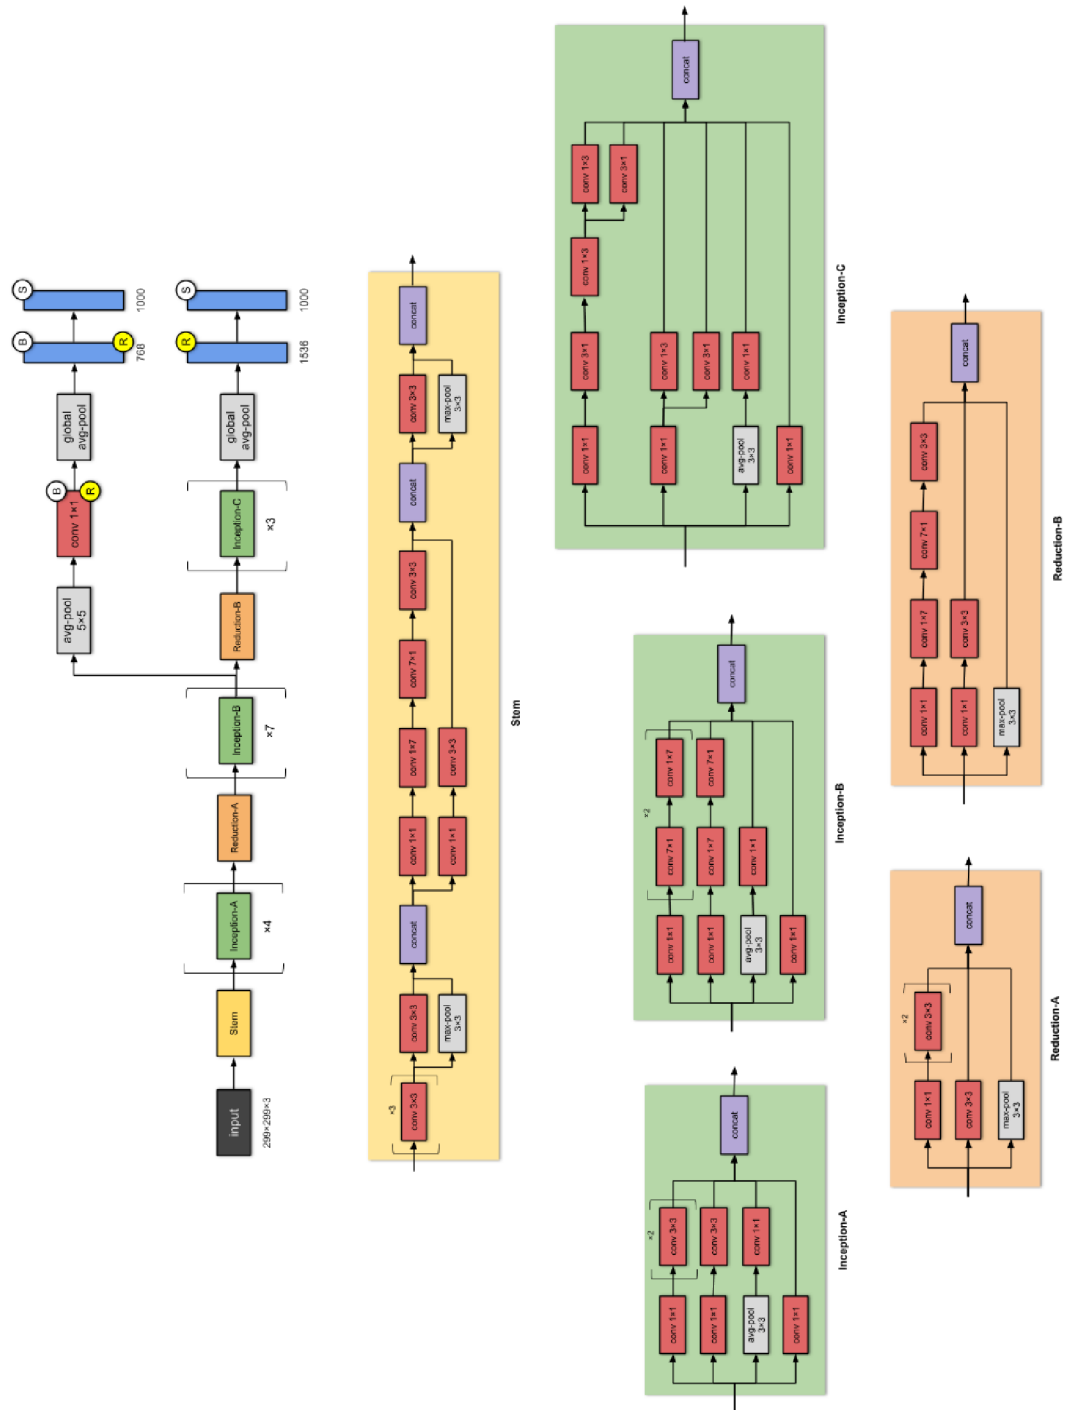 avg-pool
5×5
conv 1×1
B
R
global
avg-pool
B
R
768
S
1000
input
299×299×3
Stem
Inception-A
×4
Reduction-A
Inception-B
×7
Reduction-B
Inception-C
×3
global
avg-pool
R
1536
S
1000
×3
conv 3×3
conv 3×3
max-pool
3×3
concat
conv 1×1
conv 1×7
conv 7×1
conv 3×3
conv 1×1
conv 3×3
concat
conv 3×3
max-pool
3×3
concat
Stem
conv 1×1
×2
conv 3×3
conv 1×1
conv 3×3
avg-pool
3×3
conv 1×1
conv 1×1
concat
Inception-A
conv 1×1
×2
conv 7×1
conv 1×7
conv 1×1
conv 1×7
conv 7×1
avg-pool
3×3
conv 1×1
conv 1×1
concat
Inception-B
conv 1×1
conv 3×1
conv 1×3
conv 1×3
conv 3×1
conv 1×1
conv 1×3
conv 3×1
avg-pool
3×3
conv 1×1
conv 1×1
concat
Inception-C
conv 1×1
×2
conv 3×3
conv 3×3
max-pool
3×3
concat
Reduction-A
conv 1×1
conv 1×7
conv 7×1
conv 3×3
conv 1×1
conv 3×3
max-pool
3×3
concat
Reduction-B